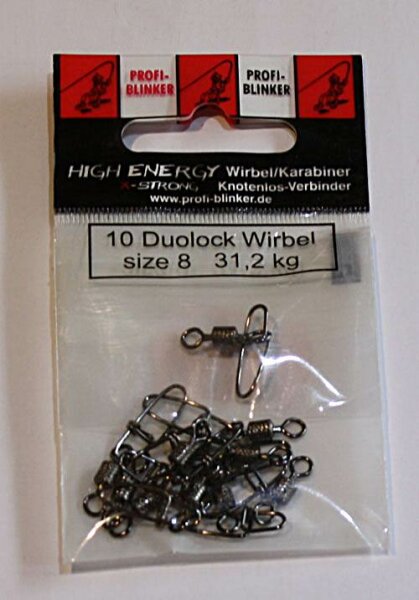 PROFI-
BLINKER
PROFI-
BLINKER
HIGH ENERGY Wirbel/Karabiner
X-STRONG Knotenlos-Verbinder
www.profi-blinker.de
10 Duolock Wirbel
size 8 31,2 kg